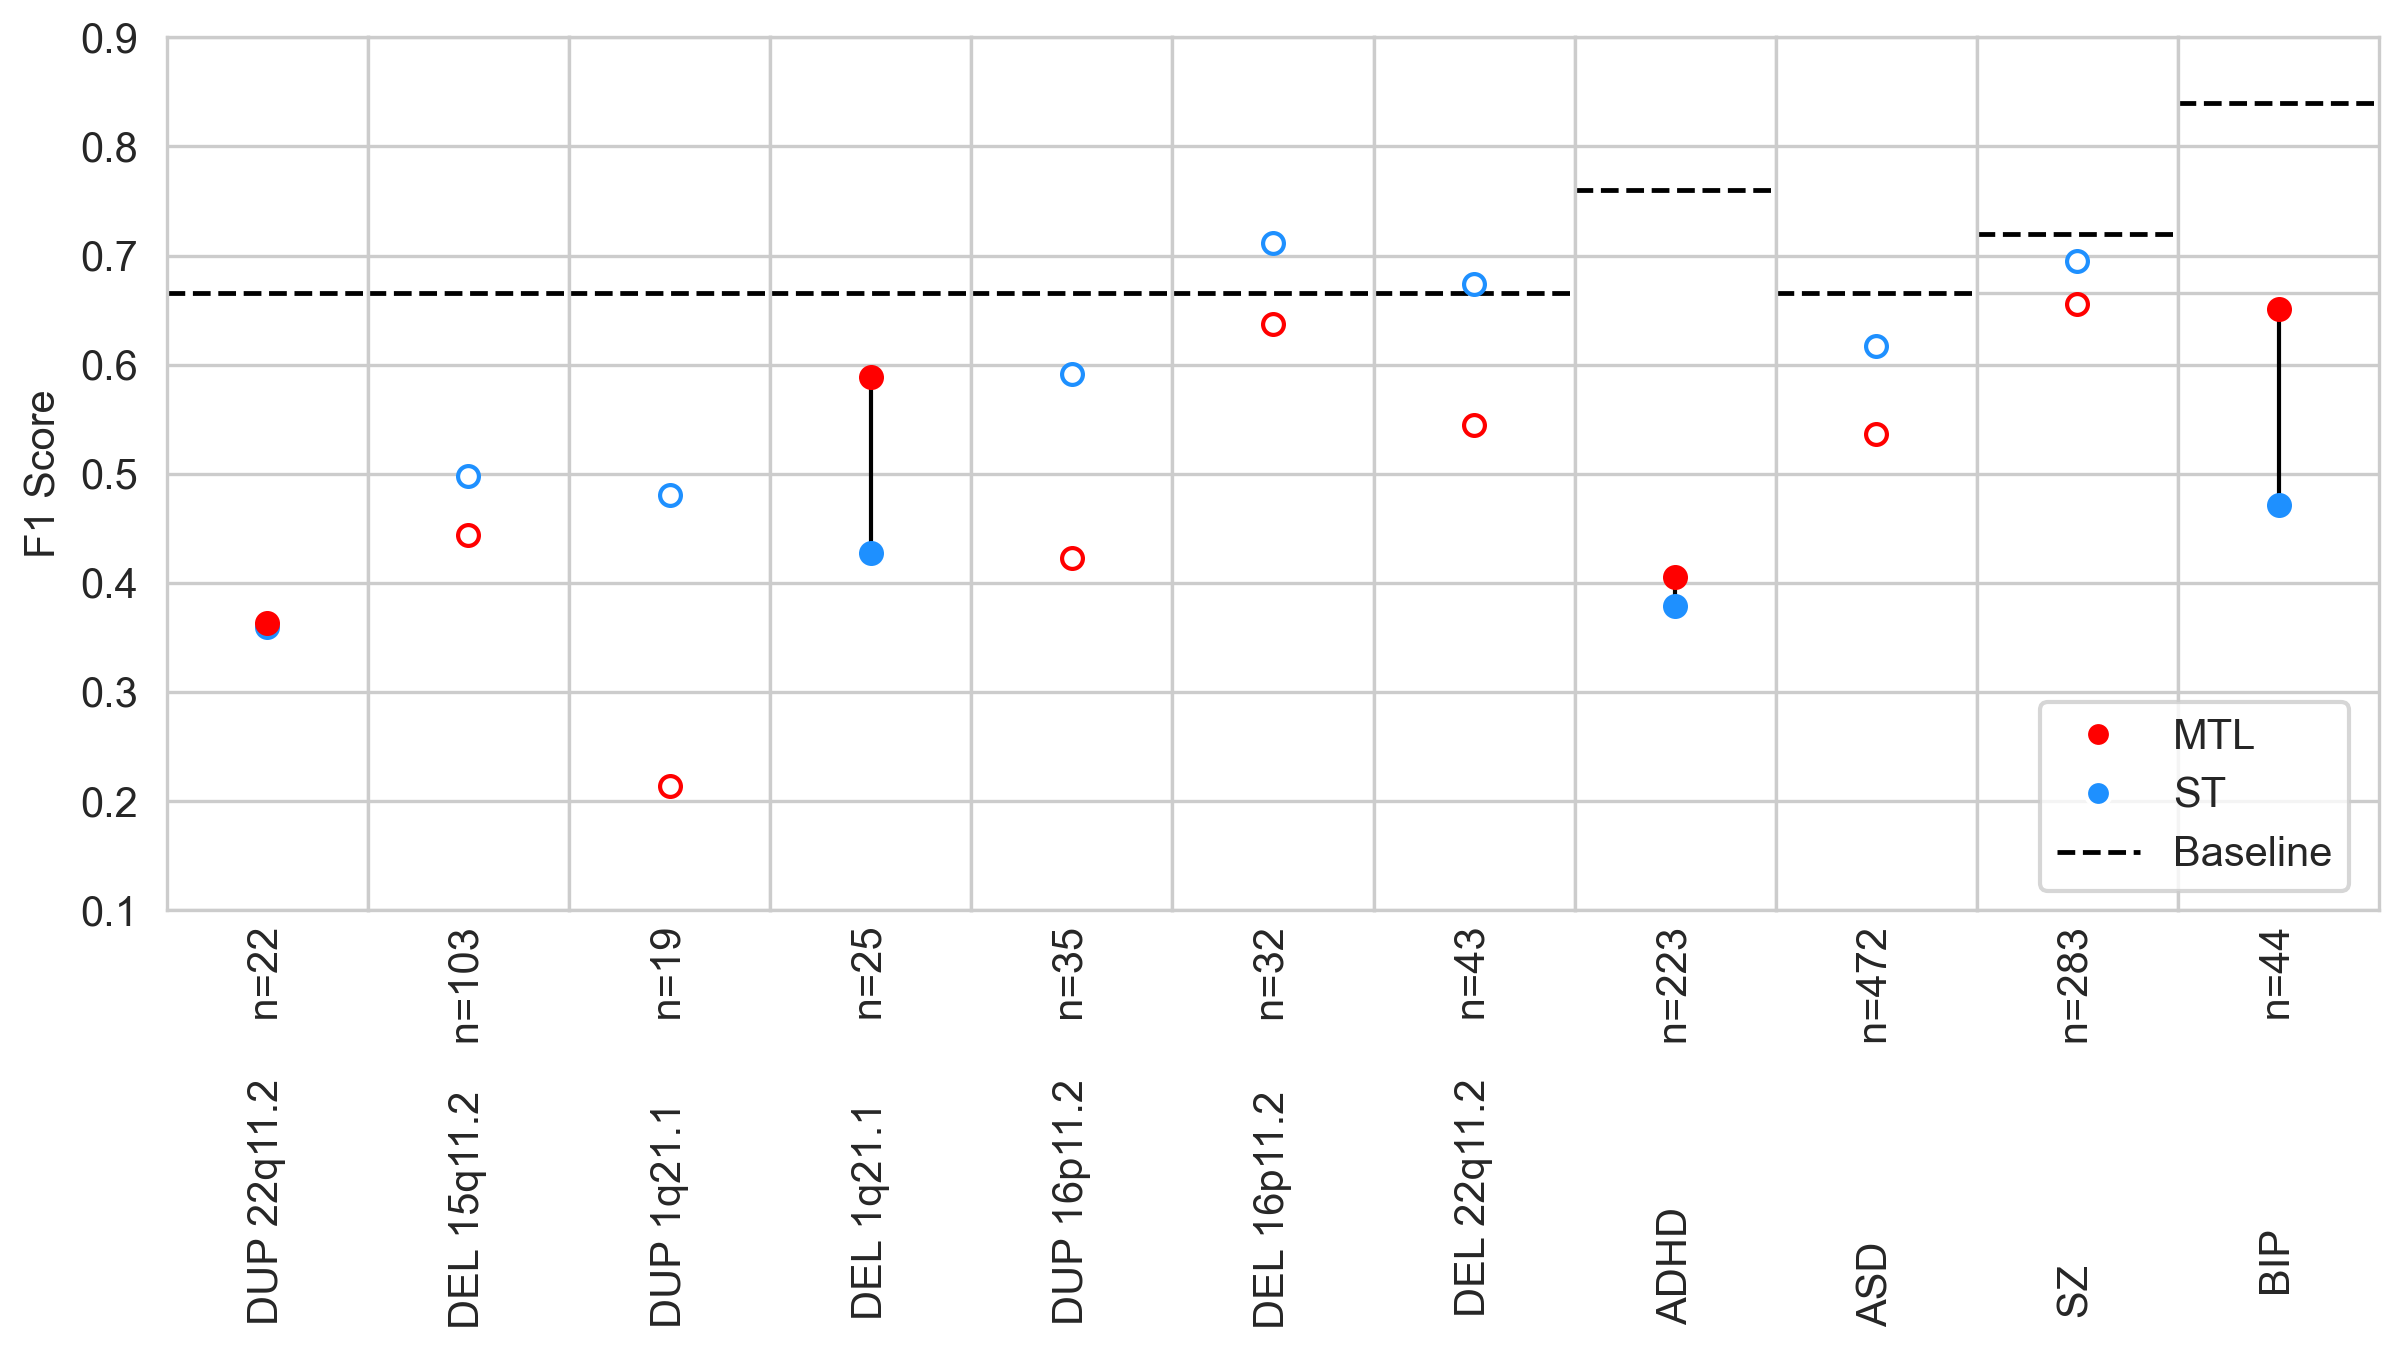 0.9
0.8
0.7
0.6
0.5
0.4
0.3
0.2
0.1
F1 Score
MTL
ST
Baseline
DUP 22q11.2 n=22
DEL 15q11.2 n=103
DUP 1q21.1 n=19
DEL 1q21.1 n=25
DUP 16p11.2 n=35
DEL 16p11.2 n=32
DEL 22q11.2 n=43
ADHD n=223
ASD n=472
SZ n=283
BIP n=44